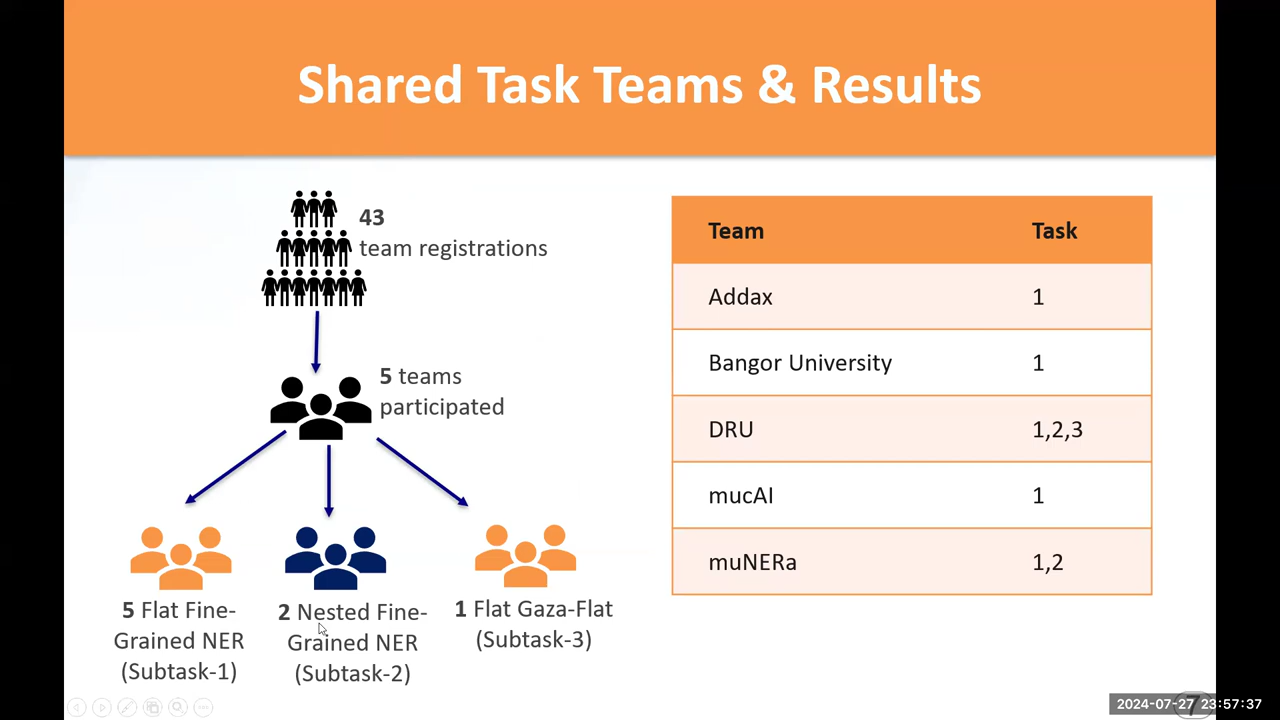 Shared Task Teams & Results
43
team registrations
5 teams
participated
5 Flat Fine-
Grained NER
(Subtask-1)
2 Nested Fine-
Grained NER
(Subtask-2)
1 Flat Gaza-Flat
(Subtask-3)
Team Task
Addax 1
Bangor University 1
DRU 1,2,3
mucAI 1
muNERa 1,2
7
2024-07-27 23:57:37